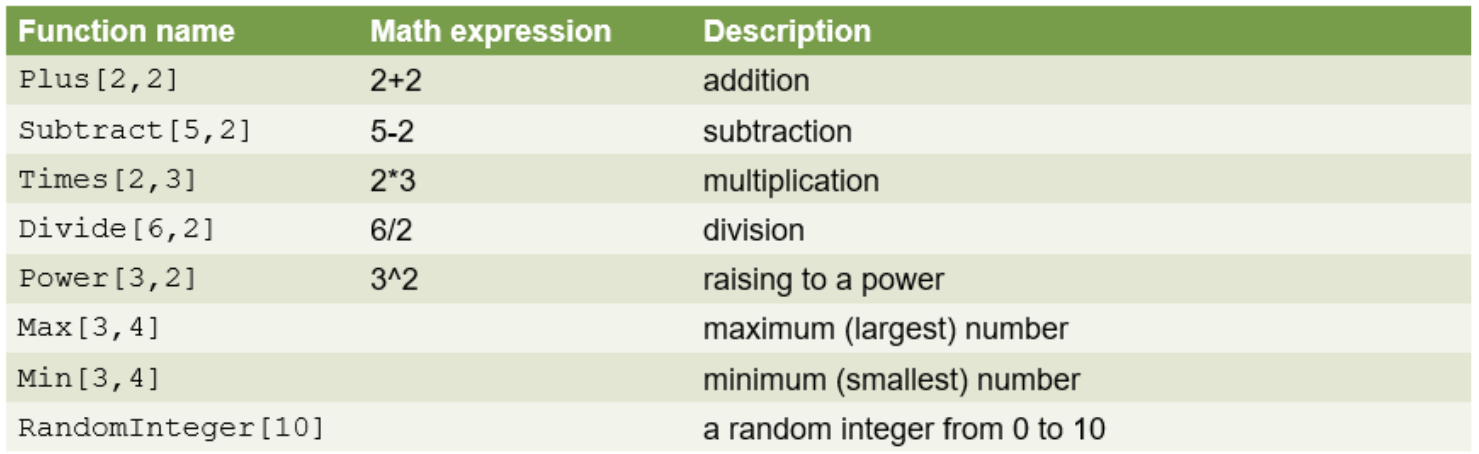 Function name Math expression Description
Plus[2,2] 2+2 addition
Subtract[5,2] 5-2 subtraction
Times[2,3] 2*3 multiplication
Divide[6,2] 6/2 division
Power[3,2] 3^2 raising to a power
Max[3,4] maximum (largest) number
Min[3,4] minimum (smallest) number
RandomInteger[10] a random integer from 0 to 10